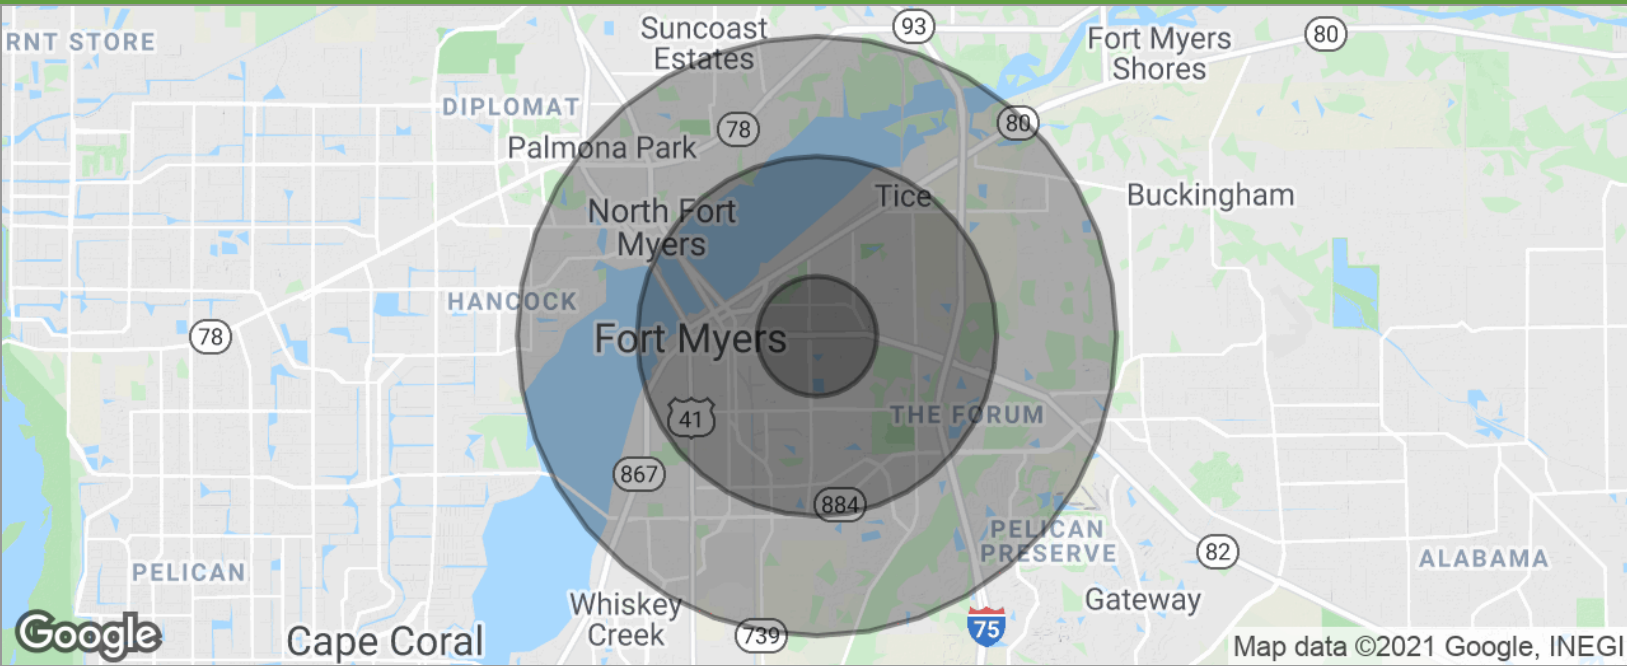 Suncoast
Estates
93
80
Fort Myers
Shores
RNT STORE
DIPLOMAT
78
80
Palmona Park
Tice
Buckingham
North Fort
Myers
HANCOCK
78
Fort Myers
41
THE FORUM
867
884
PELICAN
PRESERVE
82
ALABAMA
PELICAN
Whiskey
Creek
Gateway
75
739
Google
Cape Coral
Map data ©2021 Google, INEGI